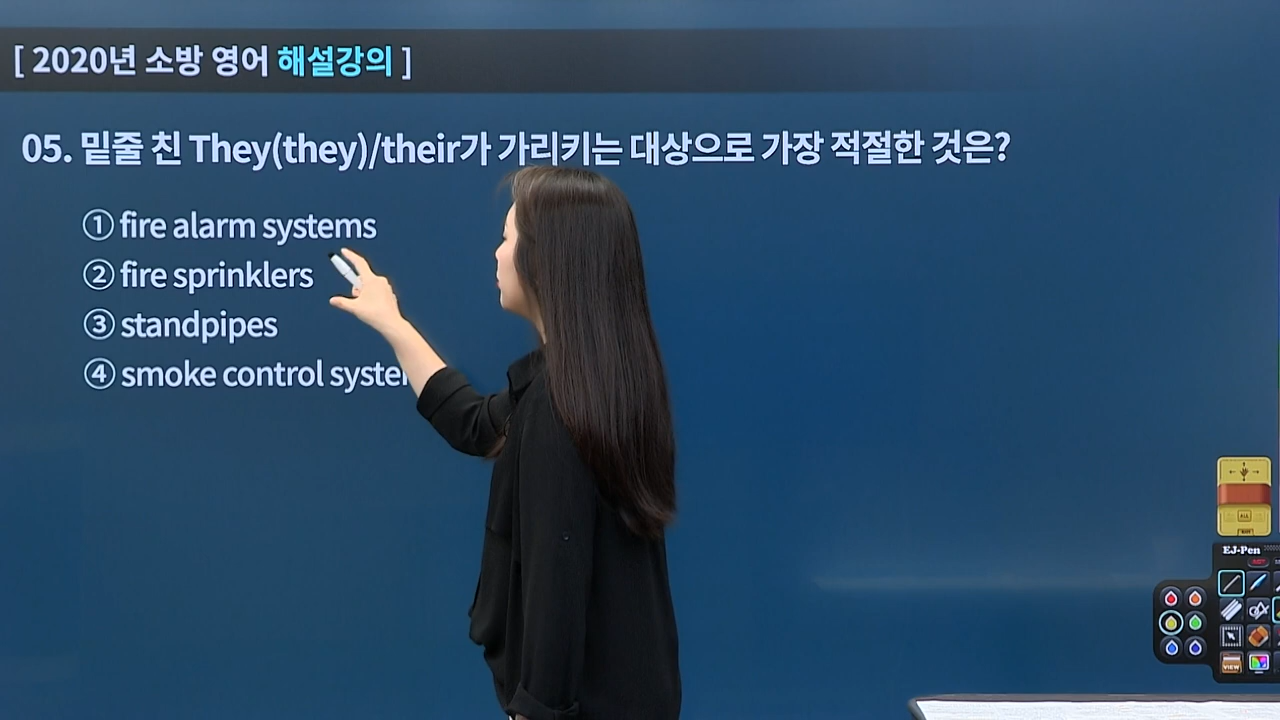 [ 2020년 소방 영어 해설강의 ]
05. 밑줄 친 They(they)/their가 가리키는 대상으로 가장 적절한 것은?
① fire alarm systems
② fire sprinklers
③ standpipes
④ smoke control
EJ-Pen
ALL
VIEW